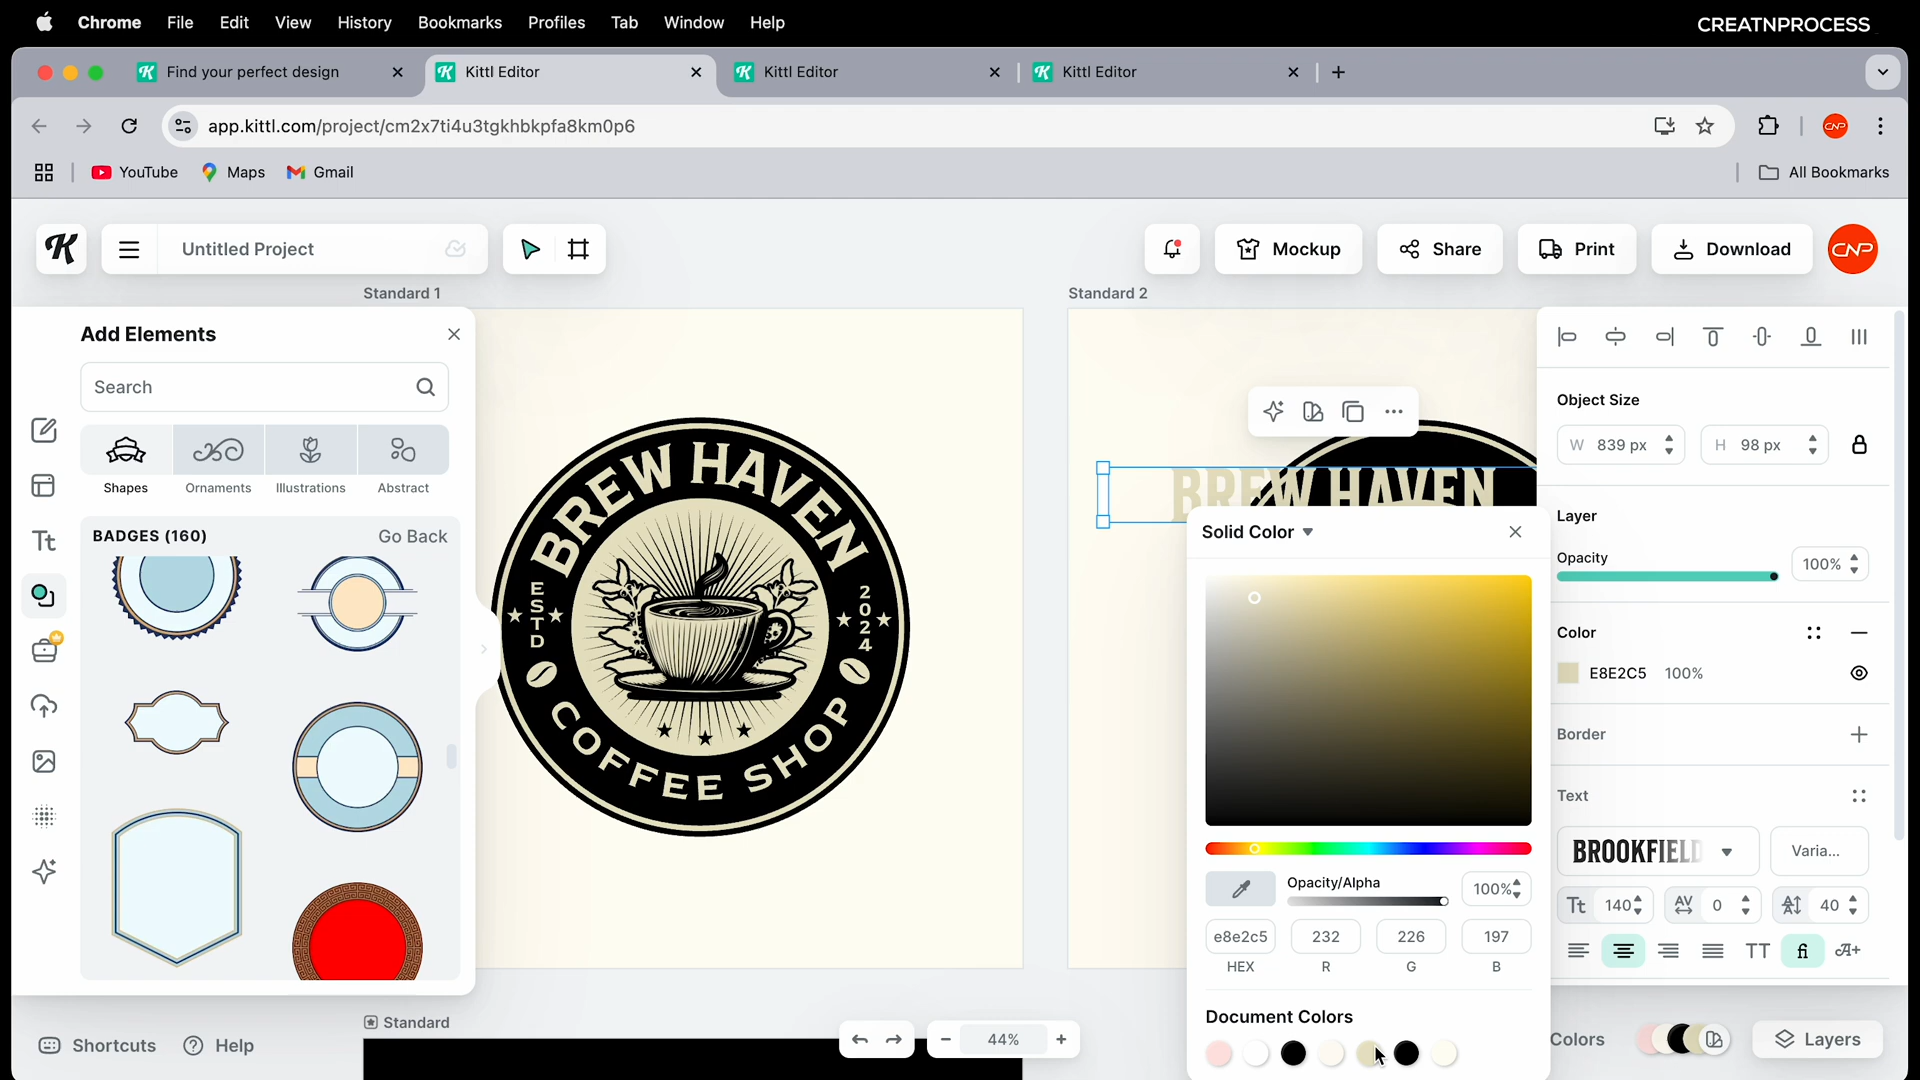 Chrome File Edit View History Bookmarks Profiles Tab Window Help
CREATNPROCESS
Find your perfect design
Kittl Editor
Kittl Editor
Kittl Editor
app.kittl.com/project/cm2x7ti4u3tgkhbkpfa8km0p6
CNP
YouTube Maps Gmail
All Bookmarks
K Untitled Project
Mockup Share Print Download CNP
Standard 1
Standard 2
Add Elements
Search
Shapes Ornaments Illustrations Abstract
BADGES (160) Go Back
BREW HAVEN
ESTD
2024
COFFEE SHOP
BREW HAVEN
Object Size
W 839 px H 98 px
Layer
Opacity 100%
Color
E8E2C5 100%
Border
Text
BROOKFIELD Varia...
Tt 140 AV 0 A 40
TT fi A+
Solid Color
Opacity/Alpha 100%
e8e2c5 232 226 197
HEX R G B
Document Colors
Shortcuts Help
Standard
44%
Colors Layers